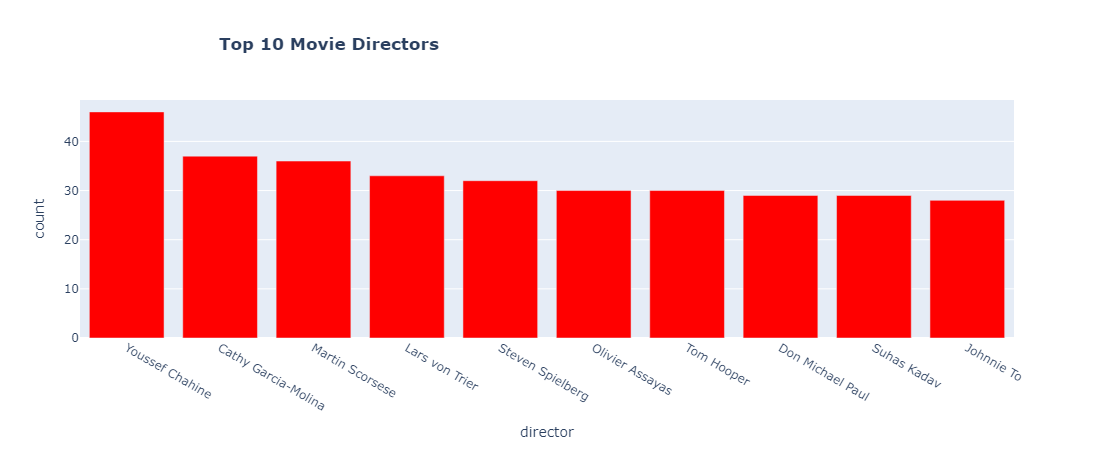 Top 10 Movie Directors
count
40
30
20
10
0
Youssef Chahine
Cathy Garcia-Molina
Martin Scorsese
Lars von Trier
Steven Spielberg
Olivier Assayas
Tom Hooper
Don Michael Paul
Suhas Kadav
Johnnie To
director